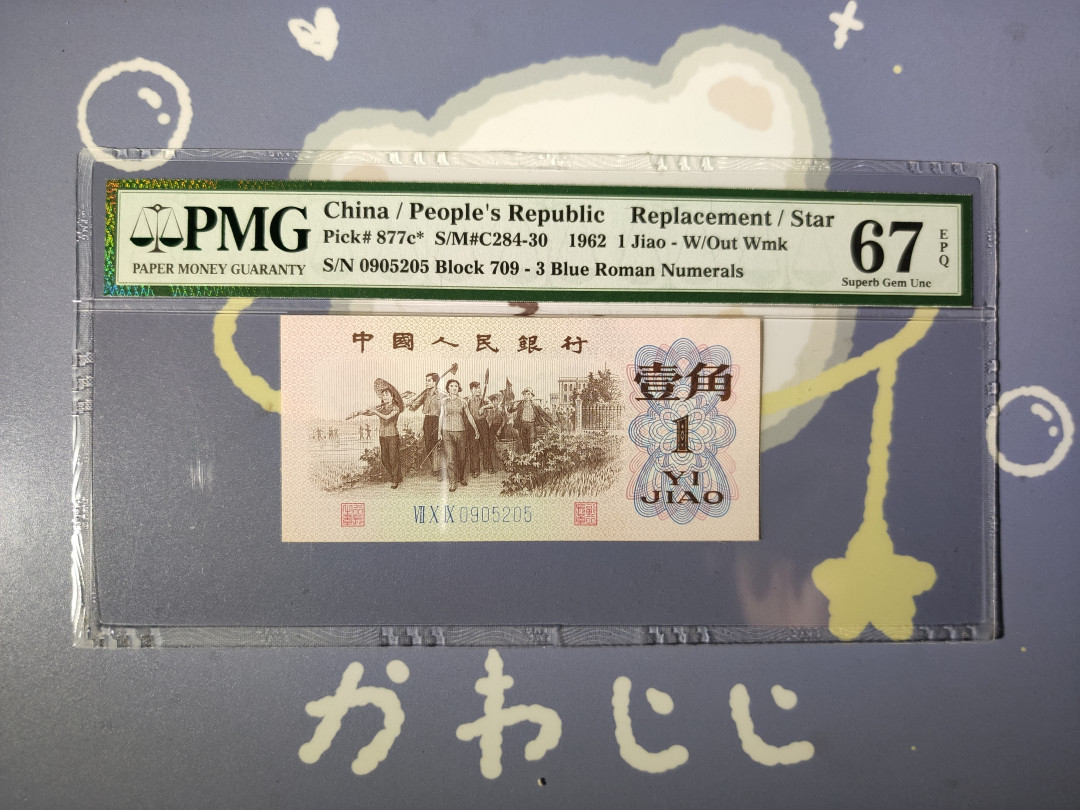 PMG
PAPER MONEY GUARANTY
China / People's Republic Replacement / Star
Pick# 877c* S/M#C284-30 1962 1 Jiao - W/Out Wmk
S/N 0905205 Block 709 - 3 Blue Roman Numerals
67
EPQ
Superb Gem Unc
中國人民銀行
壹角
1
YI
JIAO
Ⅶ Ⅹ Ⅸ 0905205
かわじじ